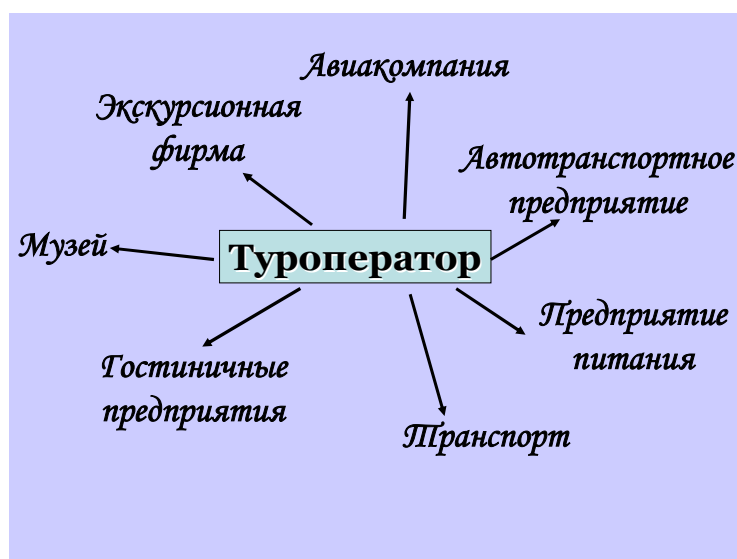 Авиакомпания
Экскурсионная
фирма
Автотранспортное
предприятие
Музей
Туроператор
Предприятие
питания
Гостиничные
предприятия
Транспорт